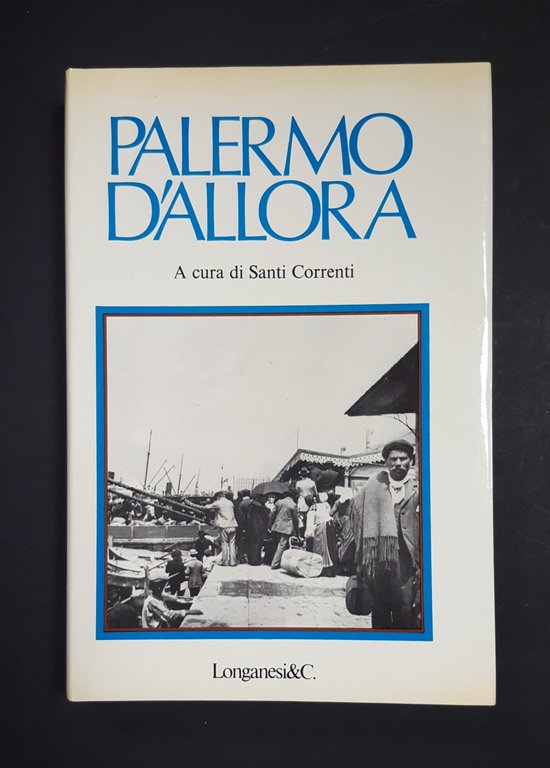 PALERMO
D'ALLORA
A cura di Santi Correnti
Longanesi&C.